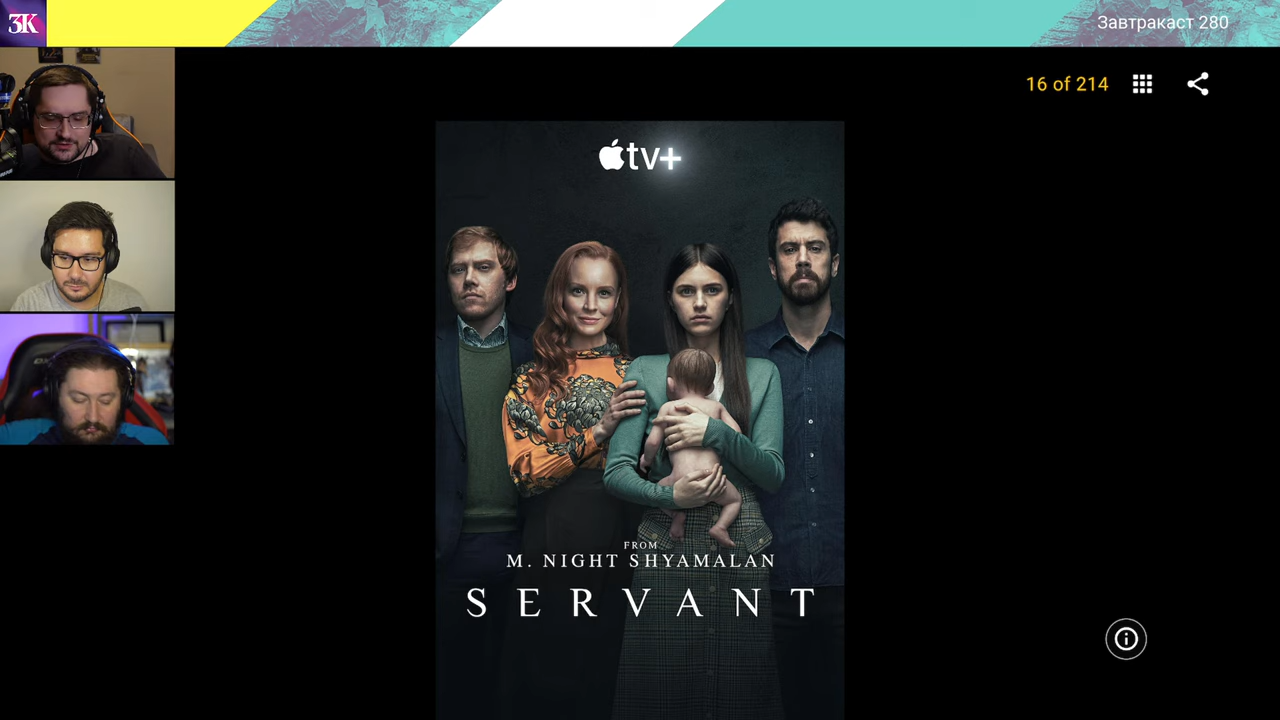 ЗК
Завтракаст 280
16 of 214
tv+
FROM
M. NIGHT SHYAMALAN
SERVANT